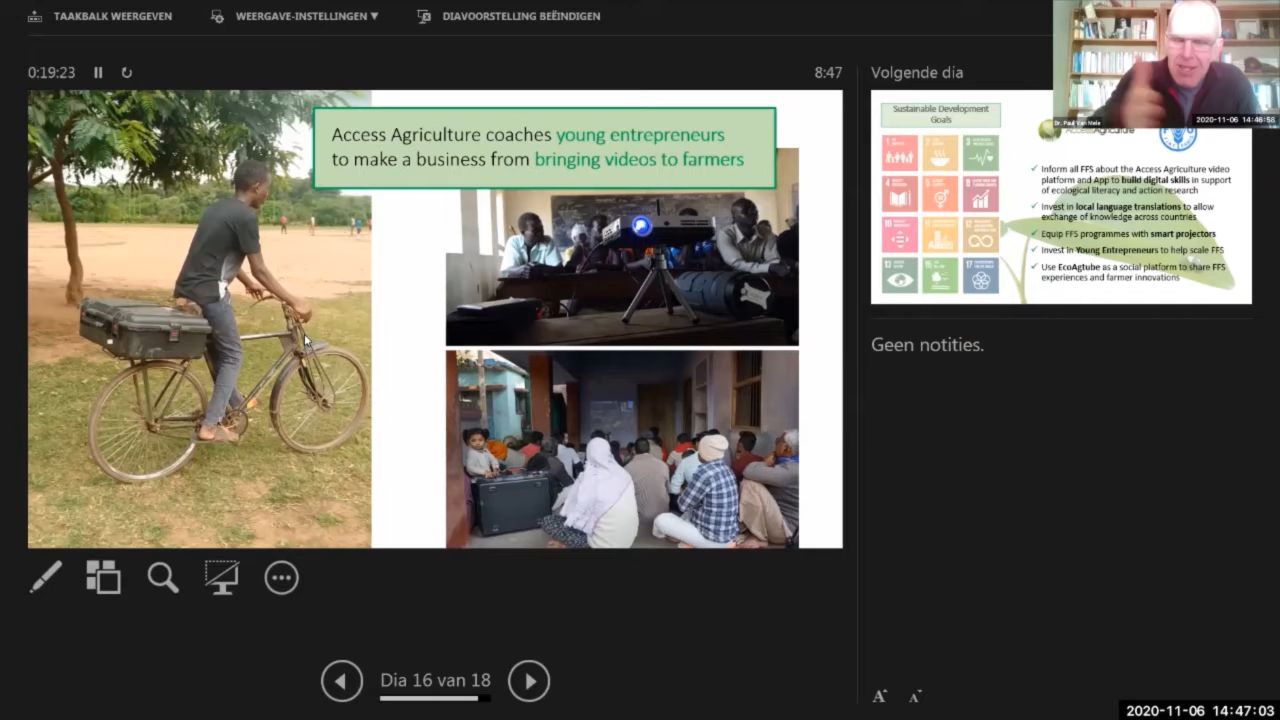 TAAKBALK WEERGEVEN
WEERGAVE-INSTELLINGEN ▼
DIAVOORSTELLING BEËINDIGEN
0:19:23
8:47
Access Agriculture coaches young entrepreneurs
to make a business from bringing videos to farmers
Volgende dia
Sustainable Development
Goals
AccessAgriculture
Inform all FFS about the Access Agriculture video
platform and App to build digital skills in support
of ecological literacy and action research
Invest in local language translations to allow
exchange of knowledge across countries
Equip FFS programmes with smart projectors
Invest in Young Entrepreneurs to help scale FFS
Use EcoAgtube as a social platform to share FFS
experiences and farmer innovations
Dr. Paul Van Mele
2020-11-06 14:46:58
Geen notities.
Dia 16 van 18
A A
2020-11-06 14:47:03